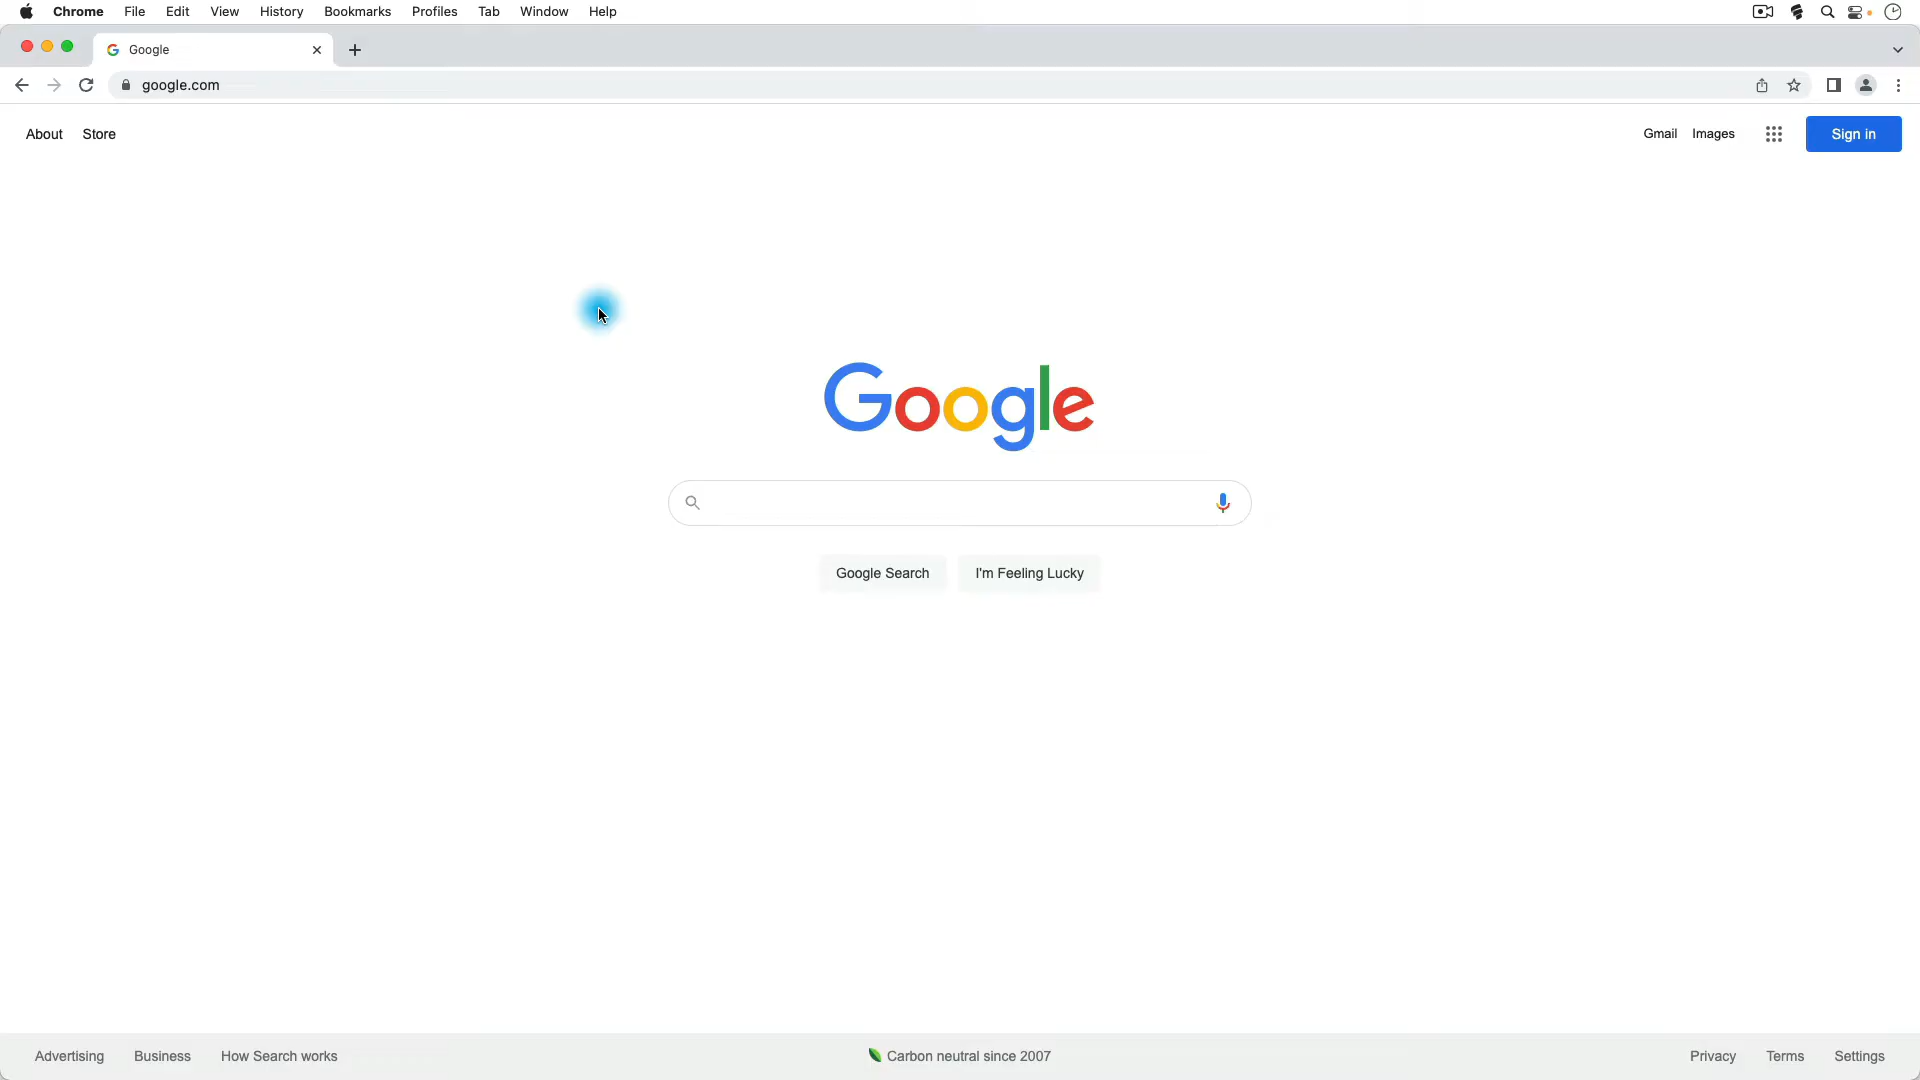 Chrome File Edit View History Bookmarks Profiles Tab Window Help
Google
google.com
About Store Gmail Images Sign in
Google
Google Search I'm Feeling Lucky
Advertising Business How Search works Carbon neutral since 2007 Privacy Terms Settings